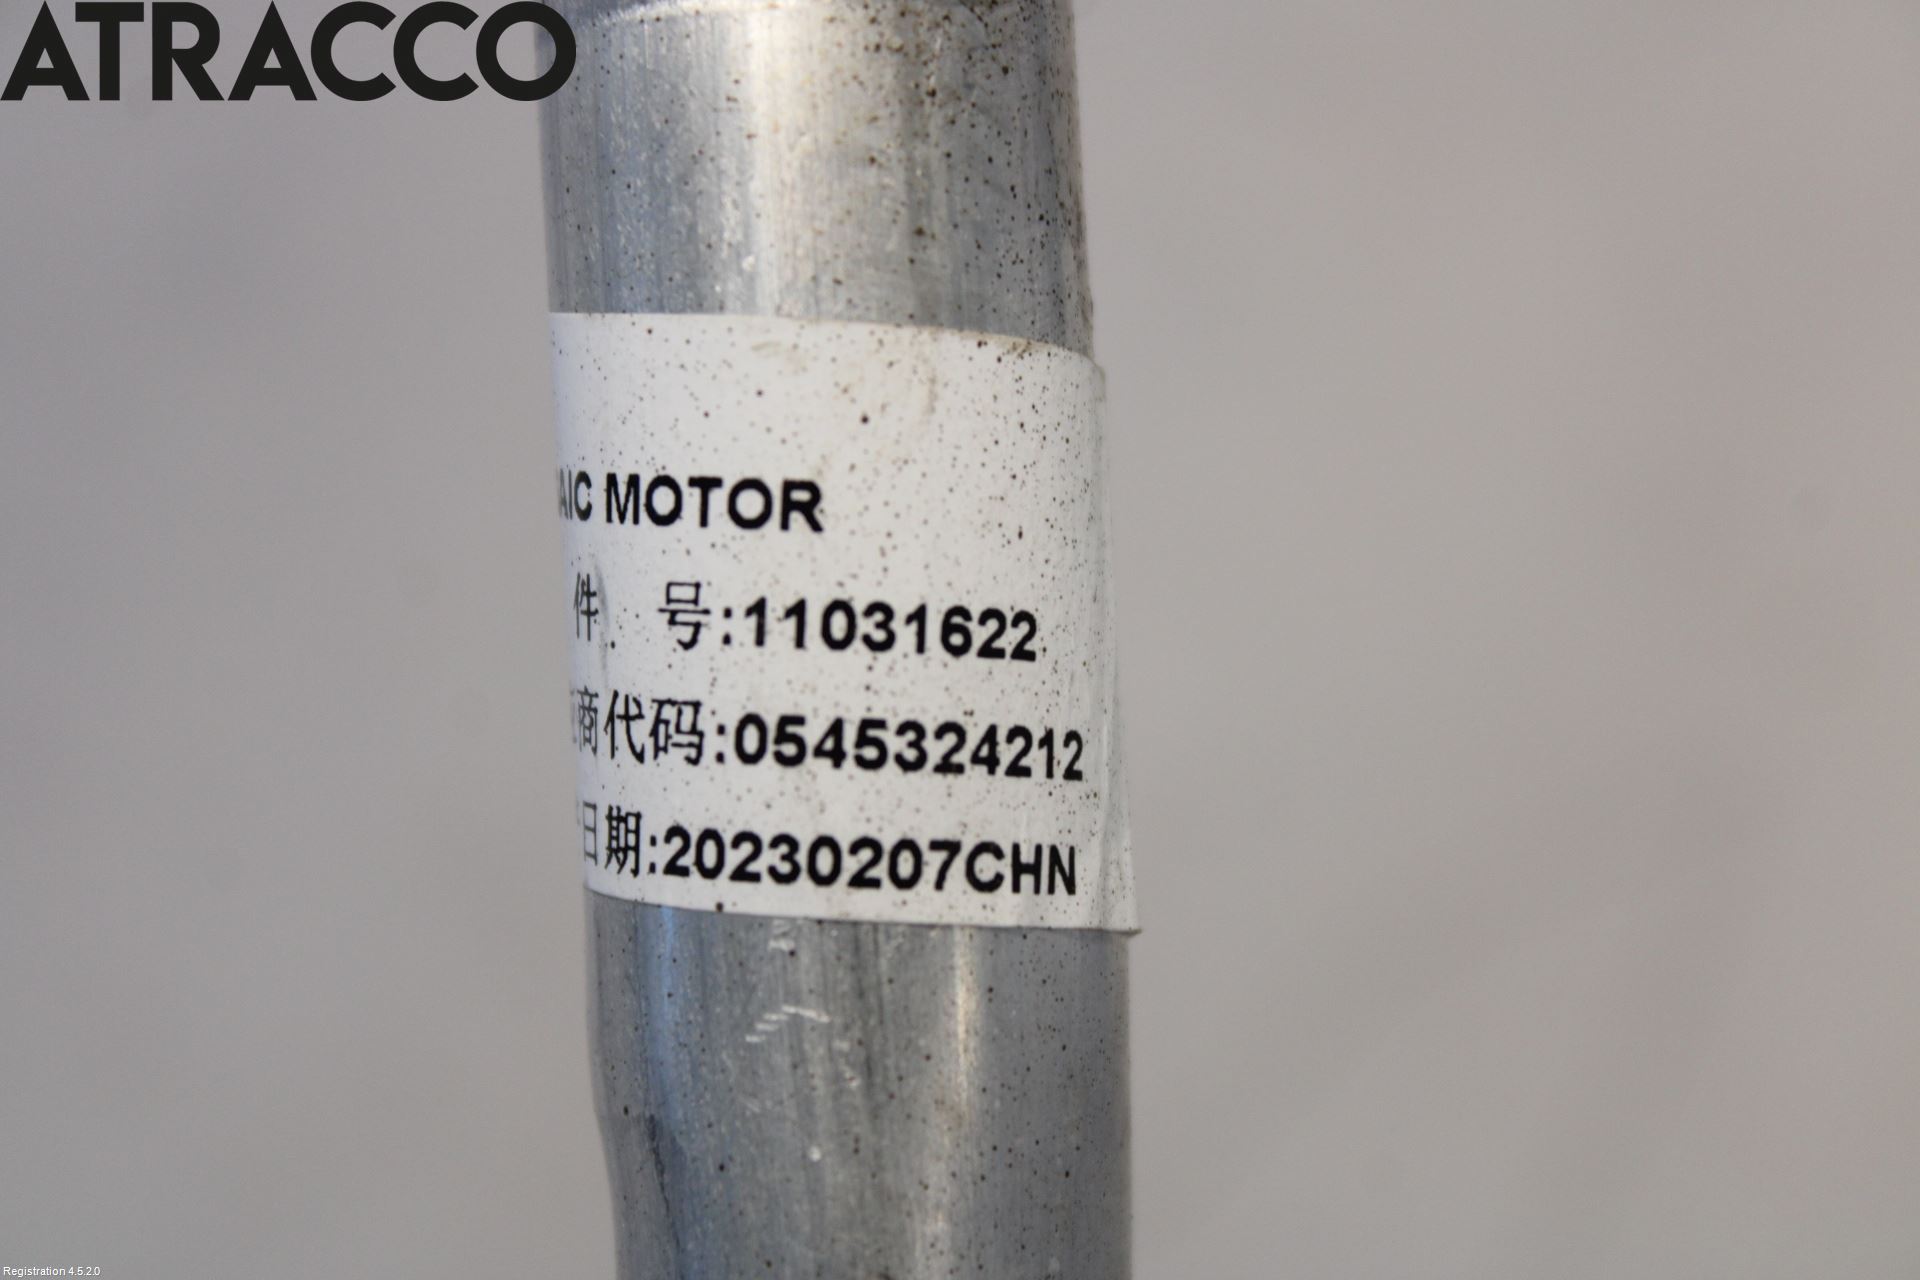 ATRACCO
AIC MOTOR
件 号:11031622
商代码:0545324212
日期:20230207CHN
Registration 4.5.2.0